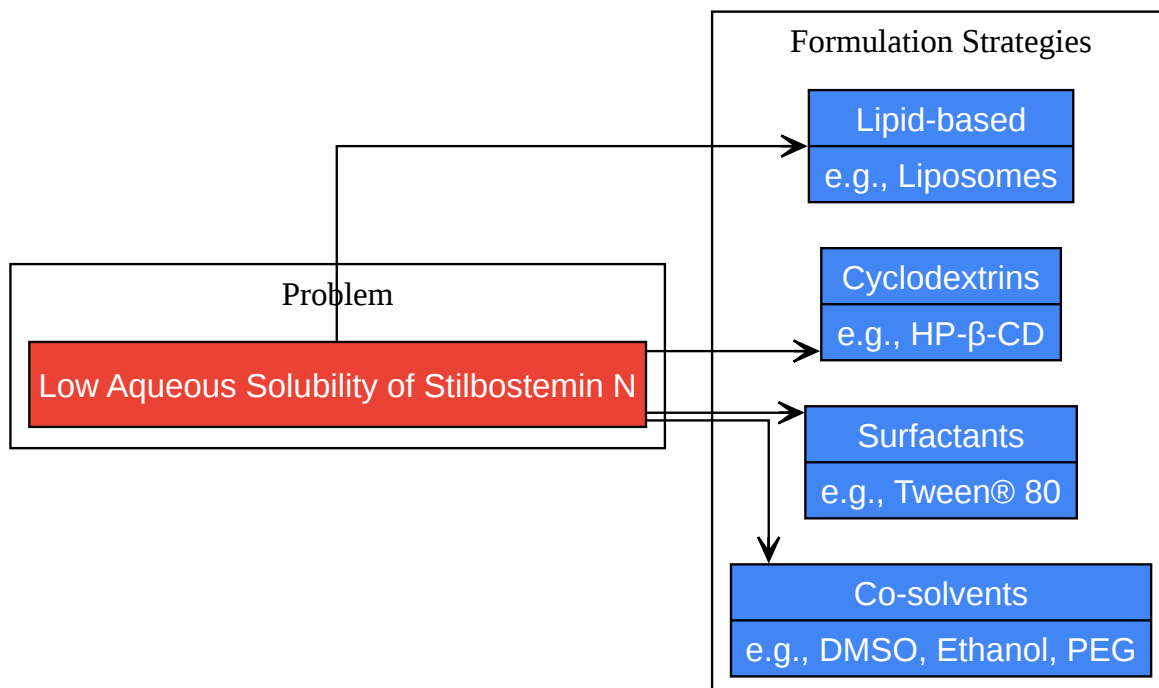 Formulation Strategies
Lipid-based
e.g., Liposomes
Cyclodextrins
e.g., HP-β-CD
Problem
Low Aqueous Solubility of Stilbostemin N
Surfactants
e.g., Tween® 80
Co-solvents
e.g., DMSO, Ethanol, PEG